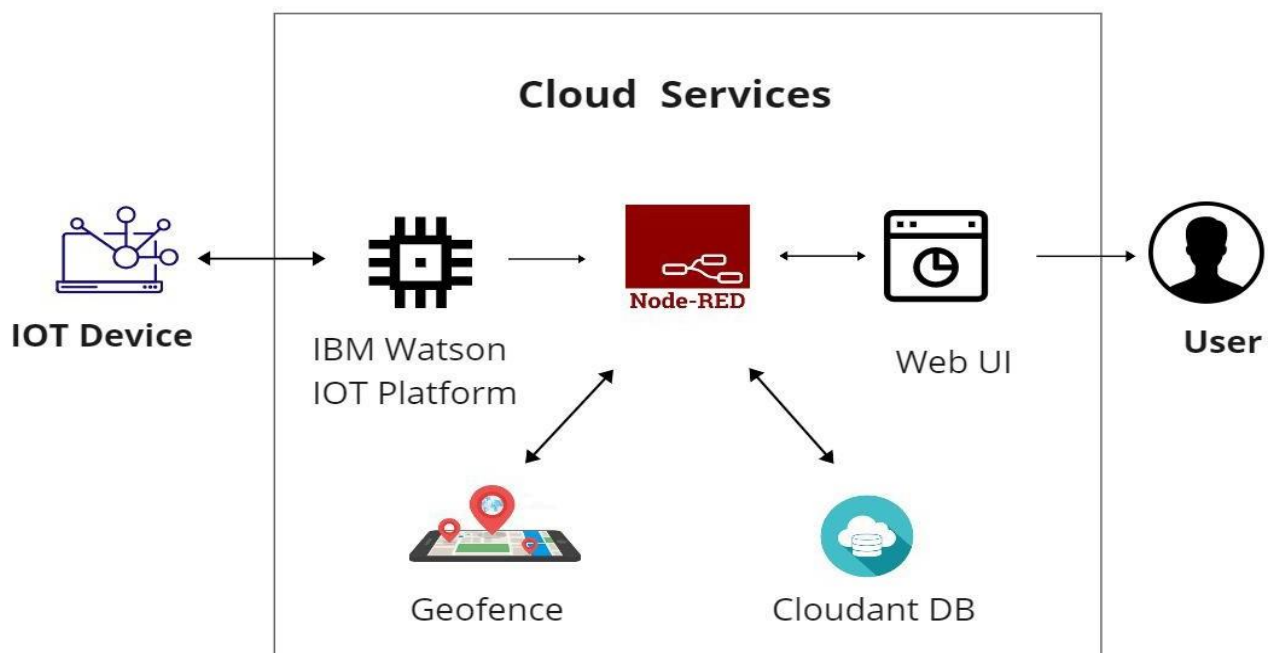 Cloud Services
Node-RED
IOT Device
IBM Watson
IOT Platform
Web UI
User
Geofence
Cloudant DB